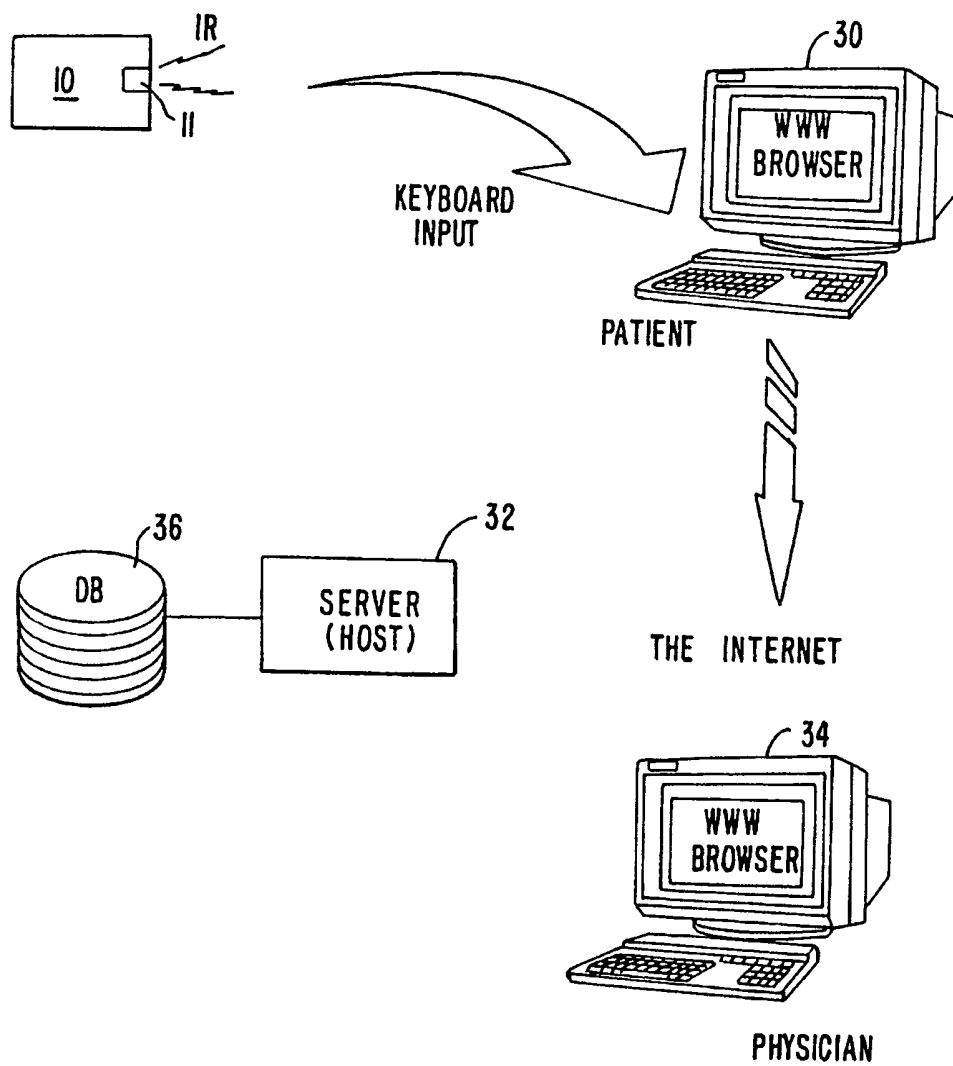 IR
30
10
11
WWW
BROWSER
KEYBOARD
INPUT
PATIENT
36
32
DB
SERVER
(HOST)
THE INTERNET
34
WWW
BROWSER
PHYSICIAN